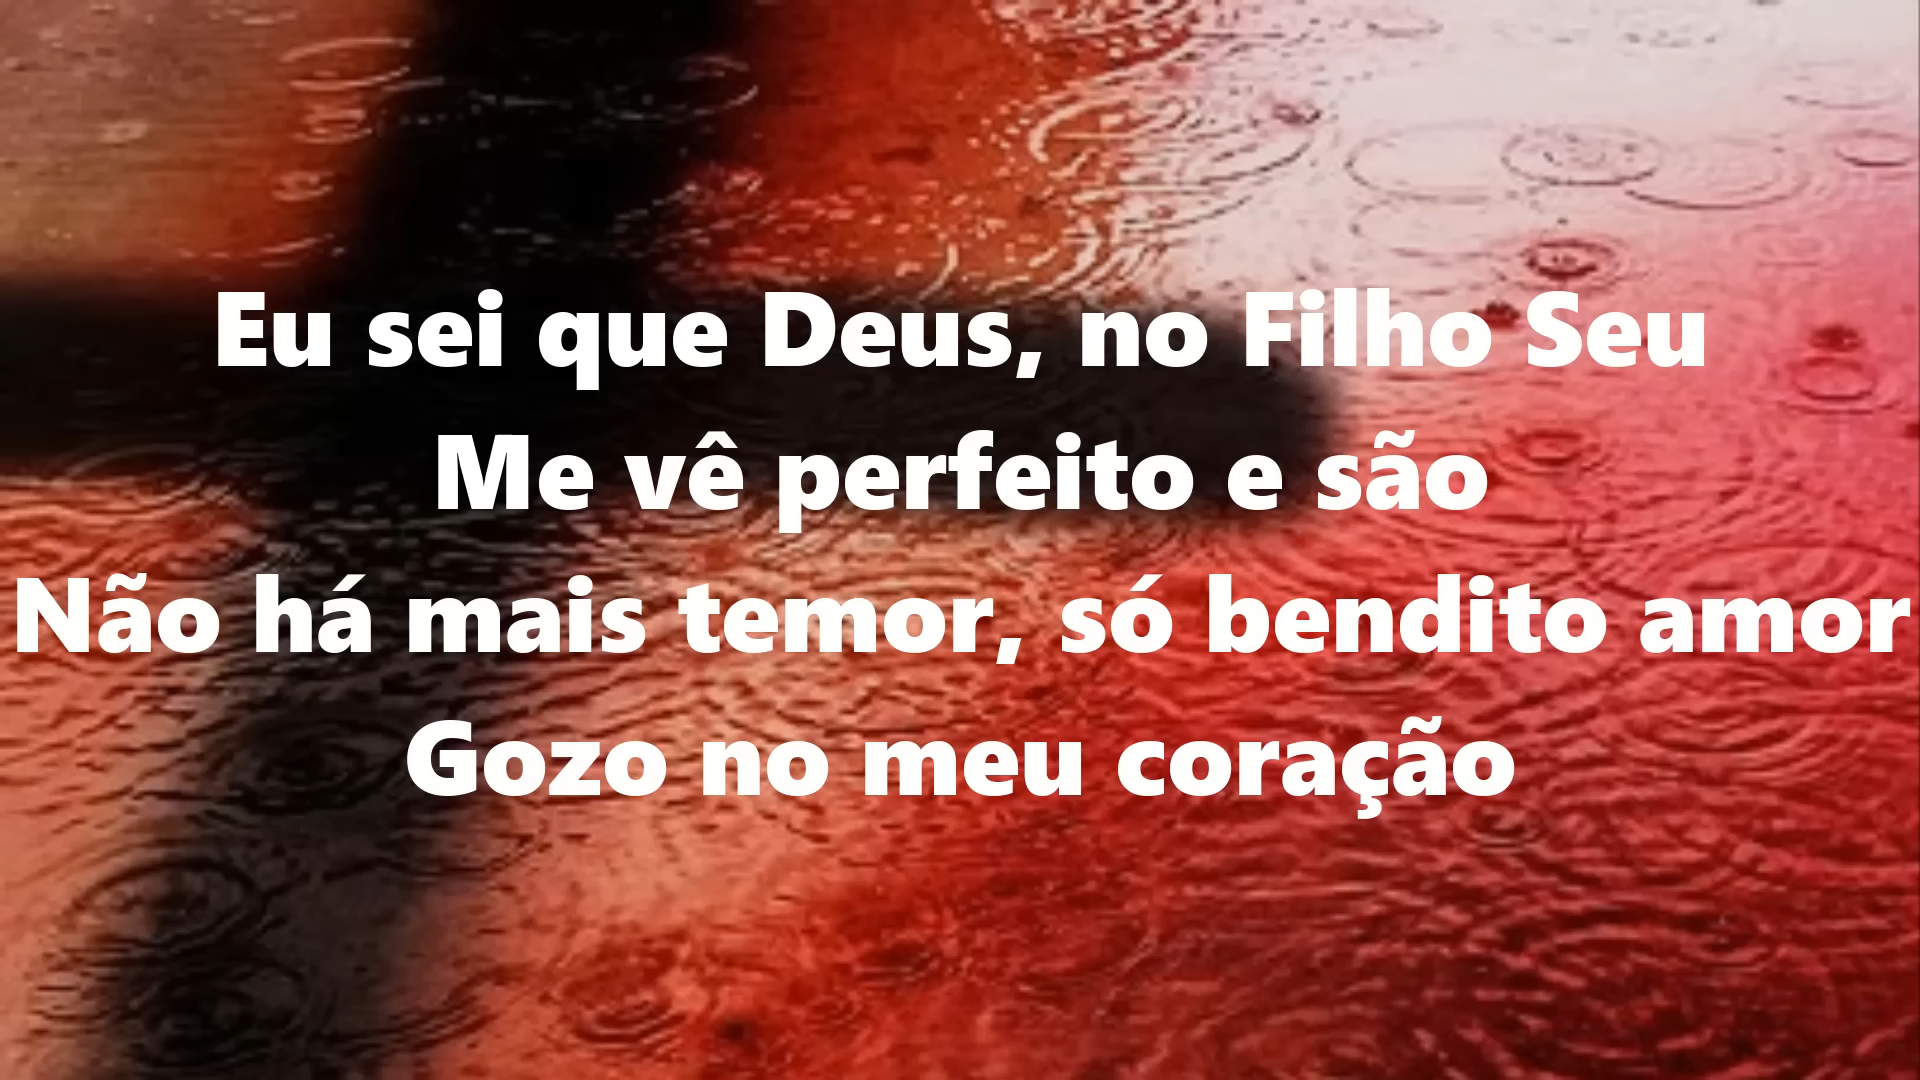 Eu sei que Deus, no Filho Seu
Me vê perfeito e são
Não há mais temor, só bendito amor
Gozo no meu coração